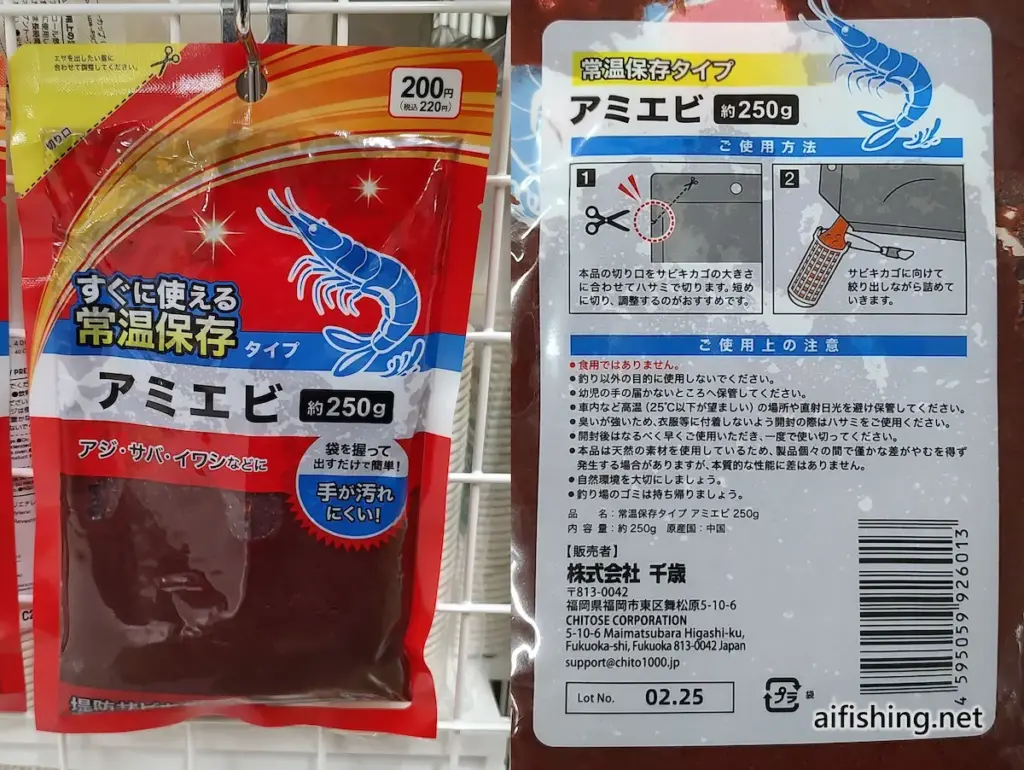 エサを出したい量に
合わせて調整してください。
切り口
200円
(税込220円)
すぐに使える
常温保存タイプ
アミエビ 約250g
アジ・サバ・イワシなどに
袋を握って
出すだけで簡単!
手が汚れ
にくい!
常温保存タイプ
アミエビ 約250g
ご使用方法
1
本品の切り口をサビキカゴの大きさ
に合わせてハサミで切ります。短め
に切り、調整するのがおすすめです。
2
サビキカゴに向けて
絞り出しながら詰めて
いきます。
ご使用上の注意
●食用ではありません。
●釣り以外の目的に使用しないでください。
●幼児の手の届かないところへ保管してください。
●車内など高温(25℃以下が望ましい)の場所や直射日光を避け保管してください。
●臭いが強いため、衣服等に付着しないよう開封の際はハサミをご使用ください。
●開封後はなるべく早くご使用いただき、一度で使い切ってください。
●本品は天然の素材を使用しているため、製品個々の間で僅かな差がやむを得ず
発生する場合がありますが、本質的な性能に差はありません。
●自然環境を大切にしましょう。
●釣り場のゴミは持ち帰りましょう。
品 名:常温保存タイプ アミエビ 250g
内 容 量:約250g 原産国:中国
【販売者】
株式会社 千歳
〒813-0042
福岡県福岡市東区舞松原5-10-6
CHITOSE CORPORATION
5-10-6 Maimatsubara Higashi-ku,
Fukuoka-shi, Fukuoka 813-0042 Japan
support@chito1000.jp
Lot No. 02.25
プラ 袋
4 595059 926013
aifishing.net